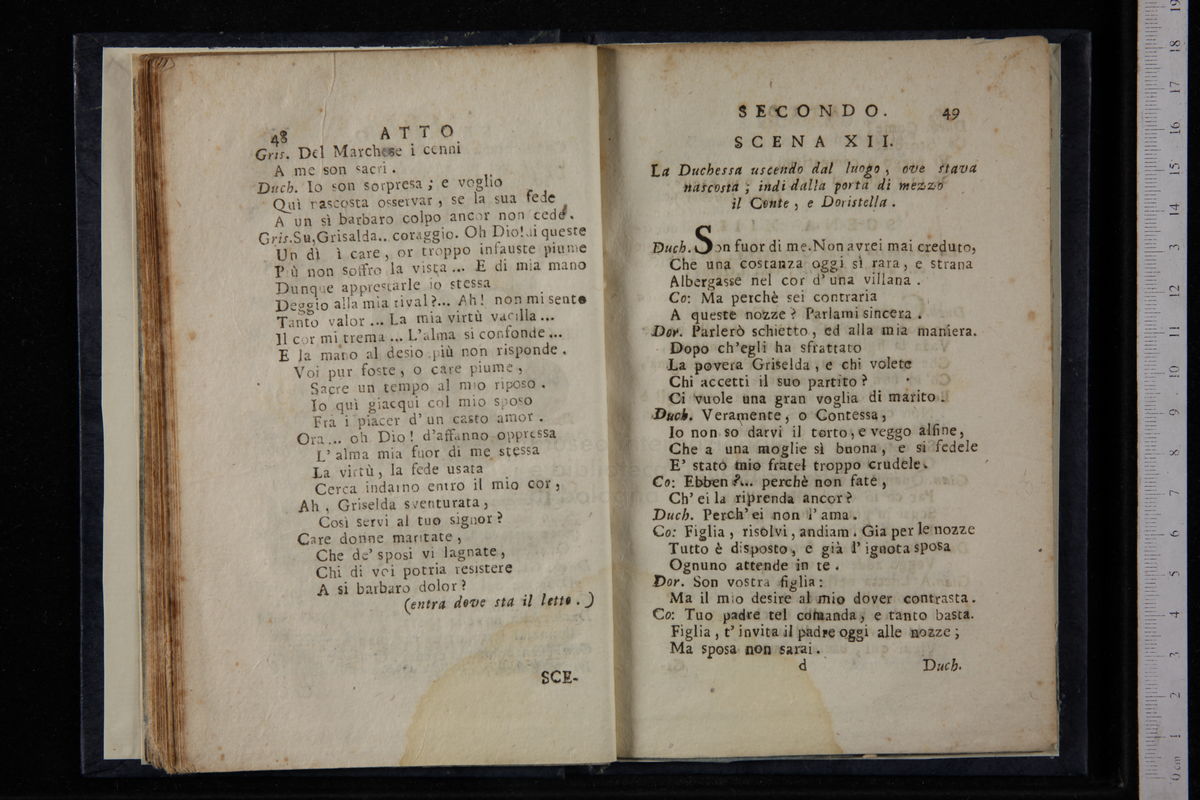 48 ATTO
Gris. Del Marchese i cenni
A me son sacri.
Duch. Io son sorpresa; e voglio
Quì nascosta osservar, se la sua fede
A un sì barbaro colpo ancor non cede.
Gris. Su, Grisalda.. coraggio. Oh Dio! di queste
Un dì i care, or troppo infauste piume
Più non soffro la vista... E di mia mano
Dunque apprestarle io stessa
Deggio alla mia rival?... Ah! non mi sento
Tanto valor... La mia virtù vacilla...
Il cor mi trema... L'alma si confonde...
E la mano al desio più non risponde.
Voi pur foste, o care piume,
Sacre un tempo al mio riposo.
Io quì giacqui col mio sposo
Fra i piacer d'un casto amor.
Ora... oh Dio! d'affanno oppressa
L'alma mia fuor di me stessa
La virtù, la fede usata
Cerca indarno entro il mio cor,
Ah, Griselda sventurata,
Così servi al tuo signor?
Care donne maritate,
Che de' sposi vi lagnate,
Chi di voi potria resistere
A sì barbaro dolor?
(entra dove sta il letto.)
SCE-
SECONDO. 49
SCENA XII.
La Duchessa uscendo dal luogo, ove stava
nascosta; indi dalla porta di mezzo
il Conte, e Doristella.
Duch. Son fuor di me. Non avrei mai creduto,
Che una costanza oggi sì rara, e strana
Albergasse nel cor d'una villana.
Co: Ma perchè sei contraria
A queste nozze? Parlami sincera.
Dor. Parlerò schietto, ed alla mia maniera.
Dopo ch'egli ha sfrattato
La povera Griselda, e chi volete
Chi accetti il suo partito?
Ci vuole una gran voglia di marito.
Duch. Veramente, o Contessa,
Io non so darvi il torto, e veggo alfine,
Che a una moglie sì buona, e si fedele
E' stato mio fratel troppo crudele.
Co: Ebben?... perchè non fate,
Ch'ei la riprenda ancor?
Duch. Perch'ei non l'ama.
Co: Figlia, risolvi, andiam. Gia per le nozze
Tutto è disposto, e già l'ignota sposa
Ognuno attende in te.
Dor. Son vostra figlia:
Ma il mio desire al mio dover contrasta.
Co: Tuo padre tel comanda, e tanto basta.
Figlia, t'invita il padre oggi alle nozze;
Ma sposa non sarai.
d Duch.